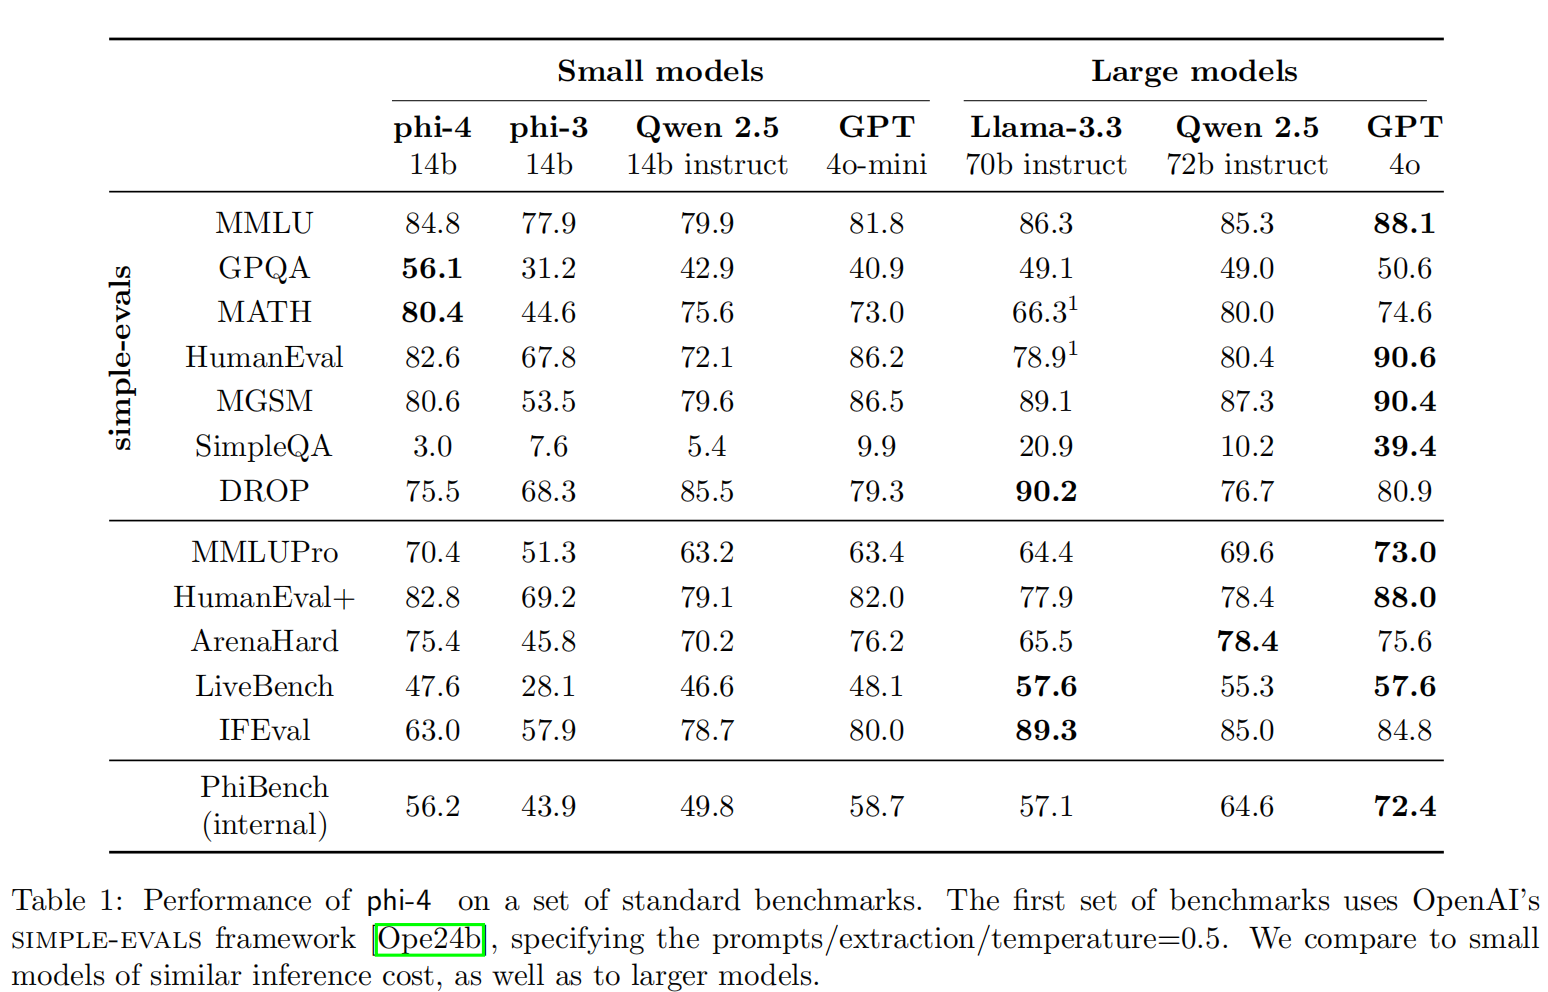 Small models Large models
phi-4 phi-3 Qwen 2.5 GPT Llama-3.3 Qwen 2.5 GPT
14b 14b 14b instruct 4o-mini 70b instruct 72b instruct 4o
simple-evals
MMLU 84.8 77.9 79.9 81.8 86.3 85.3 88.1
GPQA 56.1 31.2 42.9 40.9 49.1 49.0 50.6
MATH 80.4 44.6 75.6 73.0 66.3¹ 80.0 74.6
HumanEval 82.6 67.8 72.1 86.2 78.9¹ 80.4 90.6
MGSM 80.6 53.5 79.6 86.5 89.1 87.3 90.4
SimpleQA 3.0 7.6 5.4 9.9 20.9 10.2 39.4
DROP 75.5 68.3 85.5 79.3 90.2 76.7 80.9
MMLUPro 70.4 51.3 63.2 63.4 64.4 69.6 73.0
HumanEval+ 82.8 69.2 79.1 82.0 77.9 78.4 88.0
ArenaHard 75.4 45.8 70.2 76.2 65.5 78.4 75.6
LiveBench 47.6 28.1 46.6 48.1 57.6 55.3 57.6
IFEval 63.0 57.9 78.7 80.0 89.3 85.0 84.8
PhiBench
(internal) 56.2 43.9 49.8 58.7 57.1 64.6 72.4
Table 1: Performance of phi-4 on a set of standard benchmarks. The first set of benchmarks uses OpenAI's
SIMPLE-EVALS framework [Ope24b], specifying the prompts/extraction/temperature=0.5. We compare to small
models of similar inference cost, as well as to larger models.